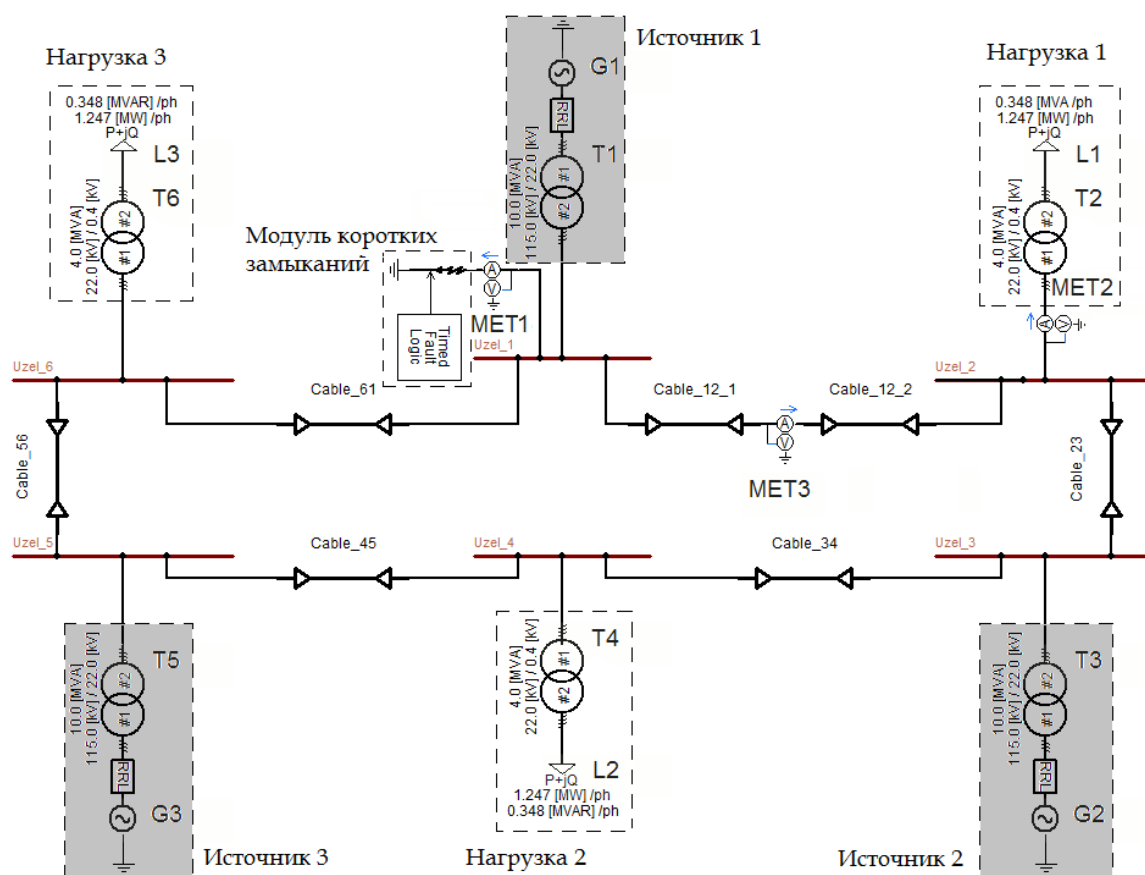 Нагрузка 3
0.348 [MVAR] /ph
1.247 [MW] /ph
P+jQ
L3
T6
#2
#1
4.0 [MVA]
22.0 [kV] / 0.4 [kV]
Источник 1
G1
RRL
T1
#1
#2
10.0 [MVA]
115.0 [kV] / 22.0 [kV]
Нагрузка 1
0.348 [MVA /ph
1.247 [MW] /ph
P+jQ
L1
T2
#2
#1
4.0 [MVA]
22.0 [kV] / 0.4 [kV]
MET2
A
V
Модуль коротких
замыканий
Timed
Fault
Logic
A
V
MET1
Uzel_6
Uzel_1
Uzel_2
Cable_61
Cable_12_1
Cable_12_2
A
V
MET3
Cable_56
Cable_23
Uzel_5
Cable_45
Uzel_4
Cable_34
Uzel_3
T5
#2
#1
10.0 [MVA]
115.0 [kV] / 22.0 [kV]
RRL
G3
Источник 3
T4
#1
#2
4.0 [MVA]
22.0 [kV] / 0.4 [kV]
L2
P+jQ
1.247 [MW] /ph
0.348 [MVAR] /ph
Нагрузка 2
T3
#2
#1
10.0 [MVA]
115.0 [kV] / 22.0 [kV]
RRL
G2
Источник 2